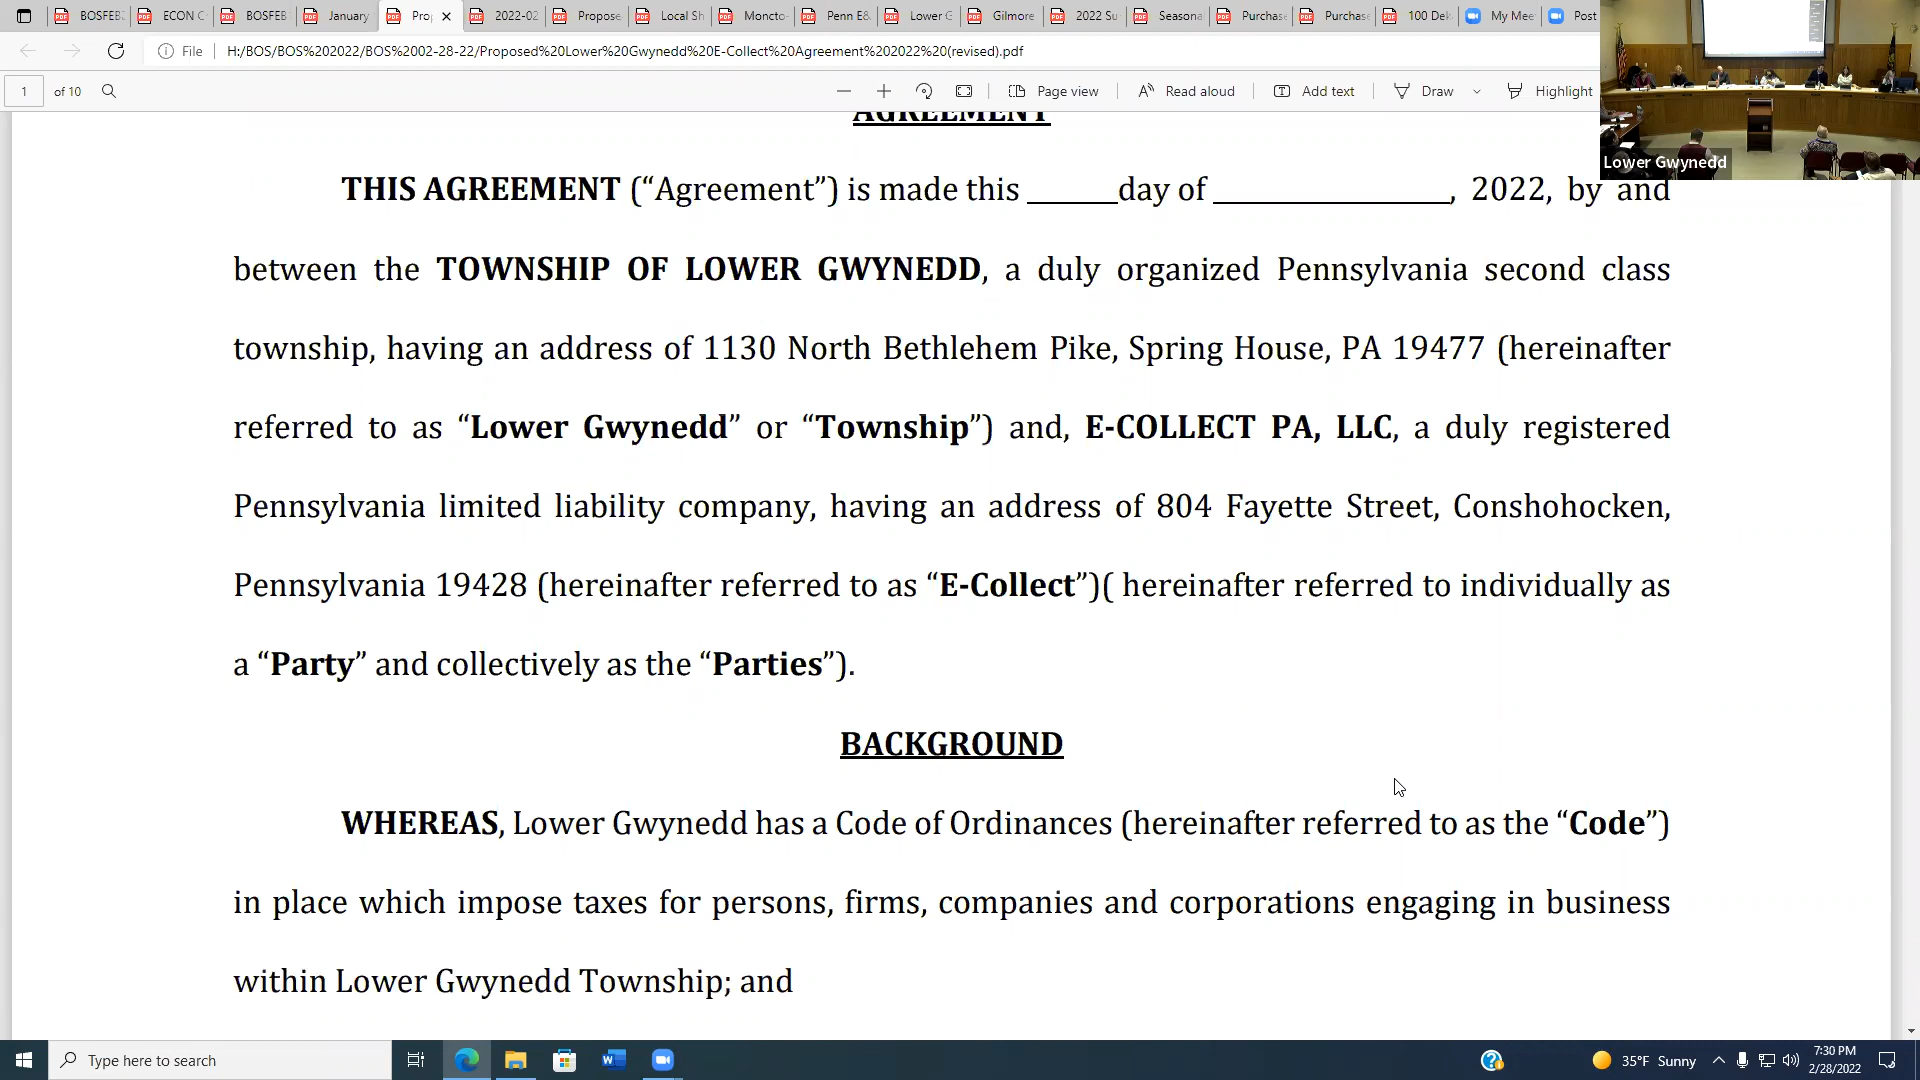 BOSFEB2
ECON C
BOSFEB
January
Prop
2022-02
Propose
Local Sh
Moncto
Penn E&
Lower G
Gilmore
2022 Su
Seasona
Purchas
Purchas
100 Dek
My Mee
Post
File
H:/BOS/BOS%202022/BOS%2002-28-22/Proposed%20Lower%20Gwynedd%20E-Collect%20Agreement%202022%20(revised).pdf
1 of 10
Page view
Read aloud
Add text
Draw
Highlight
Lower Gwynedd
AGREEMENT
THIS AGREEMENT (“Agreement”) is made this ______day of ________________, 2022, by and
between the TOWNSHIP OF LOWER GWYNEDD, a duly organized Pennsylvania second class
township, having an address of 1130 North Bethlehem Pike, Spring House, PA 19477 (hereinafter
referred to as “Lower Gwynedd” or “Township”) and, E-COLLECT PA, LLC, a duly registered
Pennsylvania limited liability company, having an address of 804 Fayette Street, Conshohocken,
Pennsylvania 19428 (hereinafter referred to as “E-Collect”)( hereinafter referred to individually as
a “Party” and collectively as the “Parties”).
BACKGROUND
WHEREAS, Lower Gwynedd has a Code of Ordinances (hereinafter referred to as the “Code”)
in place which impose taxes for persons, firms, companies and corporations engaging in business
within Lower Gwynedd Township; and
Type here to search
35°F Sunny
7:30 PM
2/28/2022